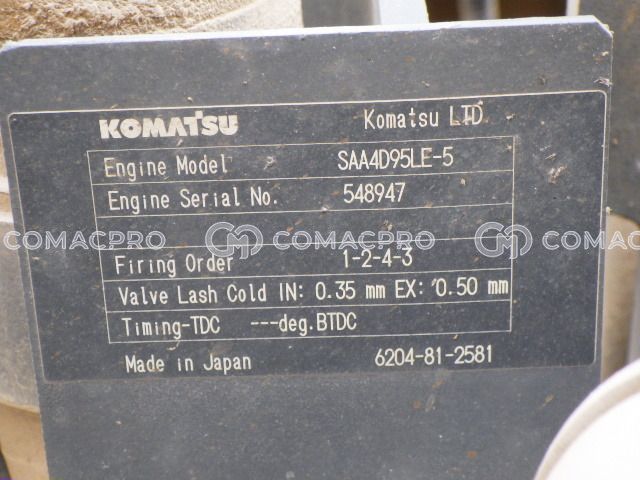 KOMATSU Komatsu LTD.
Engine Model SAA4D95LE-5
Engine Serial No. 548947
COMACPRO COMACPRO COMACPRO
Firing Order 1-2-4-3
Valve Lash Cold IN: 0.35 mm EX: 0.50 mm
Timing-TDC ---deg.BTDC
Made in Japan 6204-81-2581